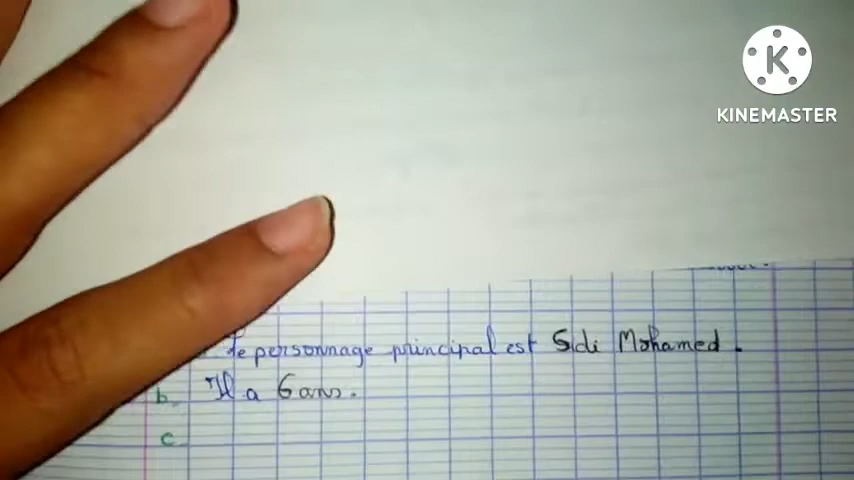 KINEMASTER
Le personnage principal est Sidi Mohamed.
b Il a 6 ans.
c